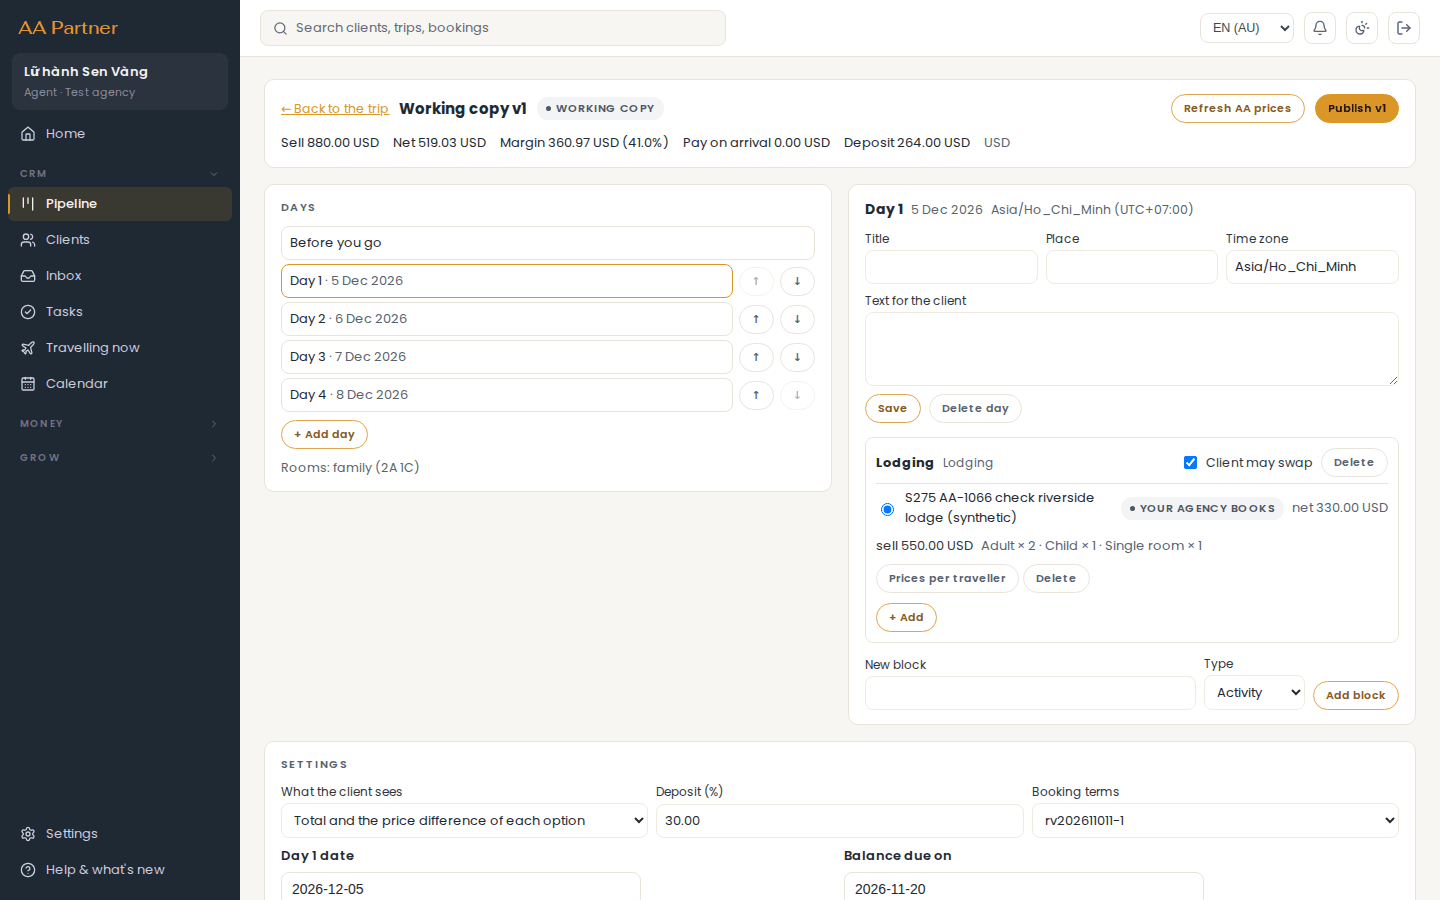 AA Partner
Lữ hành Sen Vàng
Agent · Test agency
Home
CRM
Pipeline
Clients
Inbox
Tasks
Travelling now
Calendar
MONEY
GROW
Settings
Help & what's new
Search clients, trips, bookings
EN (AU)
← Back to the trip Working copy v1 WORKING COPY
Refresh AA prices Publish v1
Sell 880.00 USD Net 519.03 USD Margin 360.97 USD (41.0%) Pay on arrival 0.00 USD Deposit 264.00 USD USD
DAYS
Before you go
Day 1 · 5 Dec 2026 ↑ ↓
Day 2 · 6 Dec 2026 ↑ ↓
Day 3 · 7 Dec 2026 ↑ ↓
Day 4 · 8 Dec 2026 ↑ ↓
+ Add day
Rooms: family (2A 1C)
Day 1 5 Dec 2026 Asia/Ho_Chi_Minh (UTC+07:00)
Title Place Time zone
Asia/Ho_Chi_Minh
Text for the client
Save Delete day
Lodging Lodging Client may swap Delete
S275 AA-1066 check riverside
lodge (synthetic)
YOUR AGENCY BOOKS net 330.00 USD
sell 550.00 USD Adult × 2 · Child × 1 · Single room × 1
Prices per traveller Delete
+ Add
New block Type
Activity Add block
SETTINGS
What the client sees Deposit (%) Booking terms
Total and the price difference of each option 30.00 rv202611011-1
Day 1 date Balance due on
2026-12-05 2026-11-20